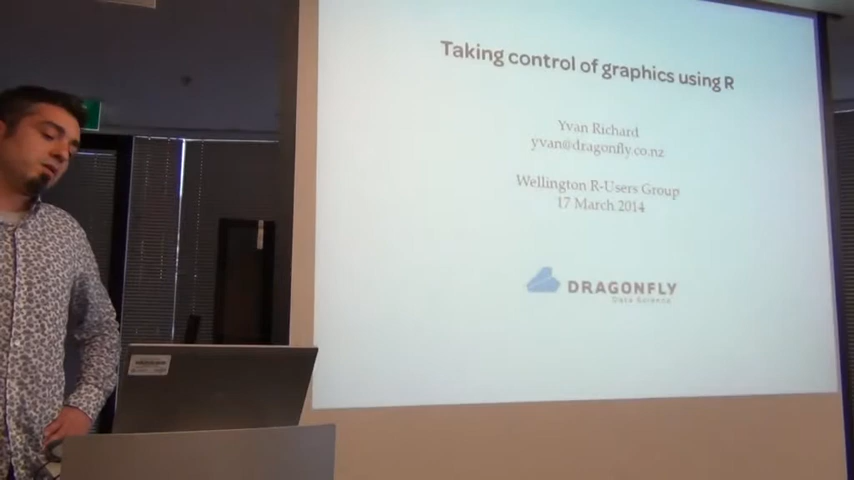 Taking control of graphics using R
Yvan Richard
yvan@dragonfly.co.nz
Wellington R-Users Group
17 March 2014
DRAGONFLY
Data Science